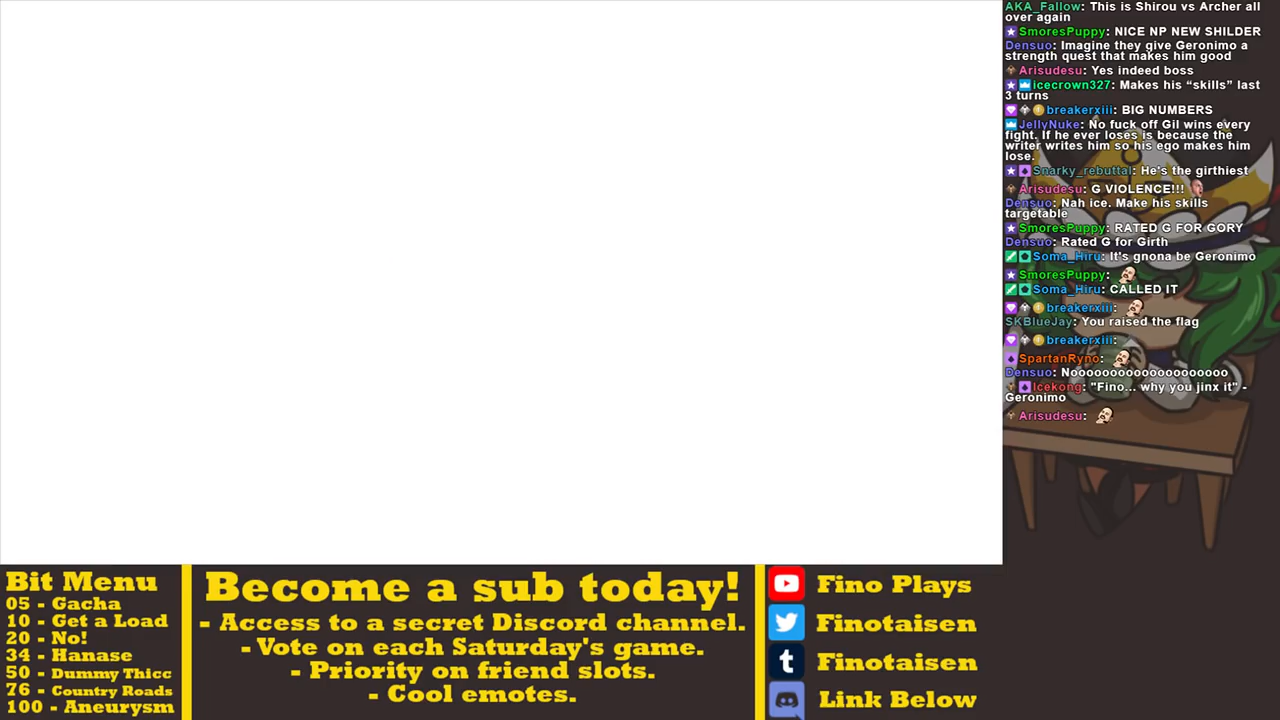 AKA_Fallow: This is Shirou vs Archer all
over again
SmoresPuppy: NICE NP NEW SHILDER
Densuo: Imagine they give Geronimo a
strength quest that makes him good
Arisudesu: Yes indeed boss
icecrown327: Makes his “skills” last
3 turns
breakerxiii: BIG NUMBERS
JellyNuke: No fuck off Gil wins every
fight. If he ever loses is because the
writer writes him so his ego makes him
lose.
Snarky_rebuttal: He's the girthiest
Arisudesu: G VIOLENCE!!!
Densuo: Nah ice. Make his skills
targetable
SmoresPuppy: RATED G FOR GORY
Densuo: Rated G for Girth
Soma_Hiru: It's gnona be Geronimo
SmoresPuppy:
Soma_Hiru: CALLED IT
breakerxiii:
SKBlueJay: You raised the flag
breakerxiii:
SpartanRyno:
Densuo: Nooooooooooooooooooo
Icekong: "Fino... why you jinx it" -
Geronimo
Arisudesu:
Bit Menu
05 - Gacha
10 - Get a Load
20 - No!
34 - Hanase
50 - Dummy Thicc
76 - Country Roads
100 - Aneurysm
Become a sub today!
- Access to a secret Discord channel.
- Vote on each Saturday's game.
- Priority on friend slots.
- Cool emotes.
Fino Plays
Finotaisen
t Finotaisen
Link Below